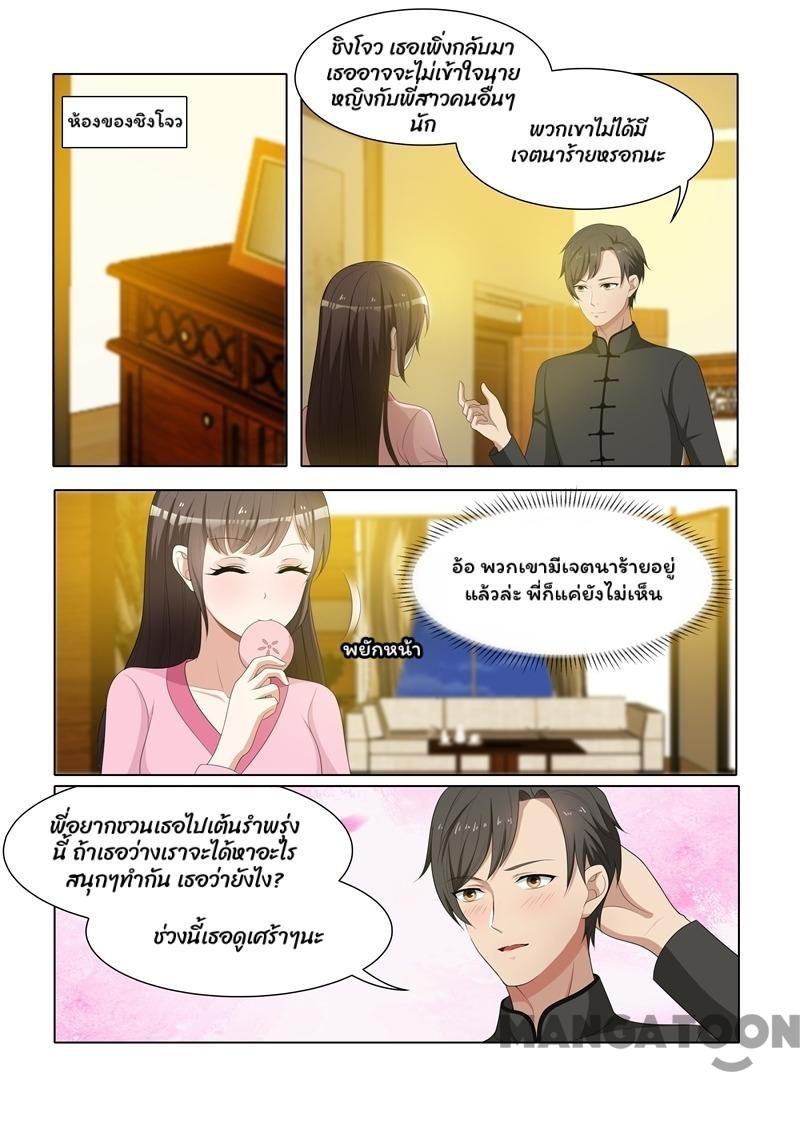 ห้องของชิงโจว
ชิงโจว เธอเพิ่งกลับมา
เธออาจจะไม่เข้าใจนาย
หญิงกับพี่สาวคนอื่นๆ
นัก
พวกเขาไม่ได้มี
เจตนาร้ายหรอกนะ
อ้อ พวกเขามีเจตนาร้ายอยู่
แล้วล่ะ พี่ก็แค่ยังไม่เห็น
พยักหน้า
พี่อยากชวนเธอไปเต้นรำพรุ่ง
นี้ ถ้าเธอว่างเราจะได้หาอะไร
สนุกๆทำกัน เธอว่ายังไง?
ช่วงนี้เธอดูเศร้าๆนะ
MANGATOON